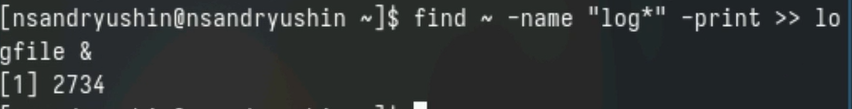 [nsandryushin@nsandryushin ~]$ find ~ -name "log*" -print >> lo
gfile &
[1] 2734